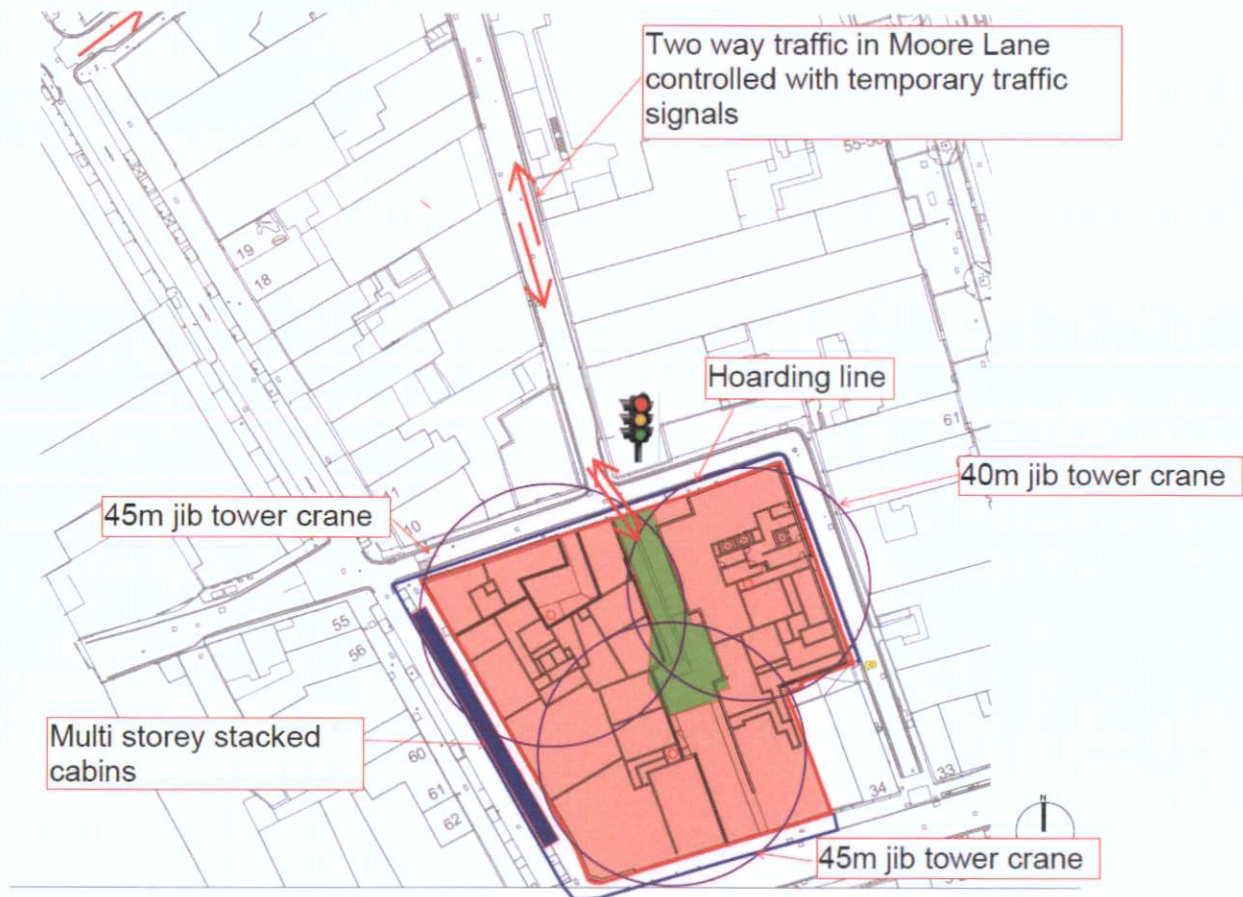 Two way traffic in Moore Lane
controlled with temporary traffic
signals
19
18
Hoarding line
61
40m jib tower crane
45m jib tower crane
10
55
56
Multi storey stacked
cabins
60
61
62
34
33
N
45m jib tower crane